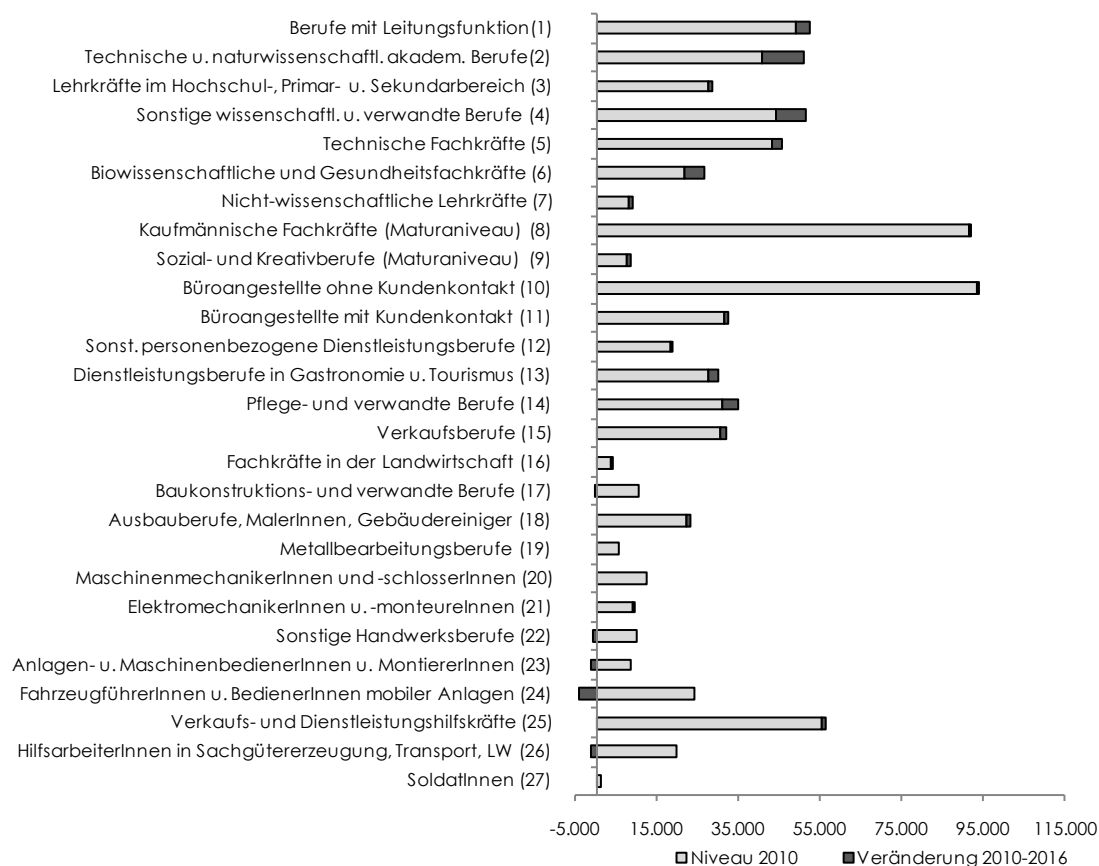 Berufe mit Leitungsfunktion(1)
Technische u. naturwissenschaftl. akadem. Berufe(2)
Lehrkräfte im Hochschul-, Primar- u. Sekundarbereich (3)
Sonstige wissenschaftl. u. verwandte Berufe (4)
Technische Fachkräfte (5)
Biowissenschaftliche und Gesundheitsfachkräfte (6)
Nicht-wissenschaftliche Lehrkräfte (7)
Kaufmännische Fachkräfte (Maturaniveau) (8)
Sozial- und Kreativberufe (Maturaniveau) (9)
Büroangestellte ohne Kundenkontakt (10)
Büroangestellte mit Kundenkontakt (11)
Sonst. personenbezogene Dienstleistungsberufe (12)
Dienstleistungsberufe in Gastronomie u. Tourismus (13)
Pflege- und verwandte Berufe (14)
Verkaufsberufe (15)
Fachkräfte in der Landwirtschaft (16)
Baukonstruktions- und verwandte Berufe (17)
Ausbauberufe, MalerInnen, Gebäudereiniger (18)
Metallbearbeitungsberufe (19)
MaschinenmechanikerInnen und -schlosserInnen (20)
ElektromechanikerInnen u. -monteureInnen (21)
Sonstige Handwerksberufe (22)
Anlagen- u. MaschinenbedienerInnen u. MontiererInnen (23)
FahrzeugführerInnen u. BedienerInnen mobiler Anlagen (24)
Verkaufs- und Dienstleistungshilfskräfte (25)
HilfsarbeiterInnen in Sachgütererzeugung, Transport, LW (26)
SoldatInnen (27)
-5.000 15.000 35.000 55.000 75.000 95.000 115.000
Niveau 2010 Veränderung 2010-2016